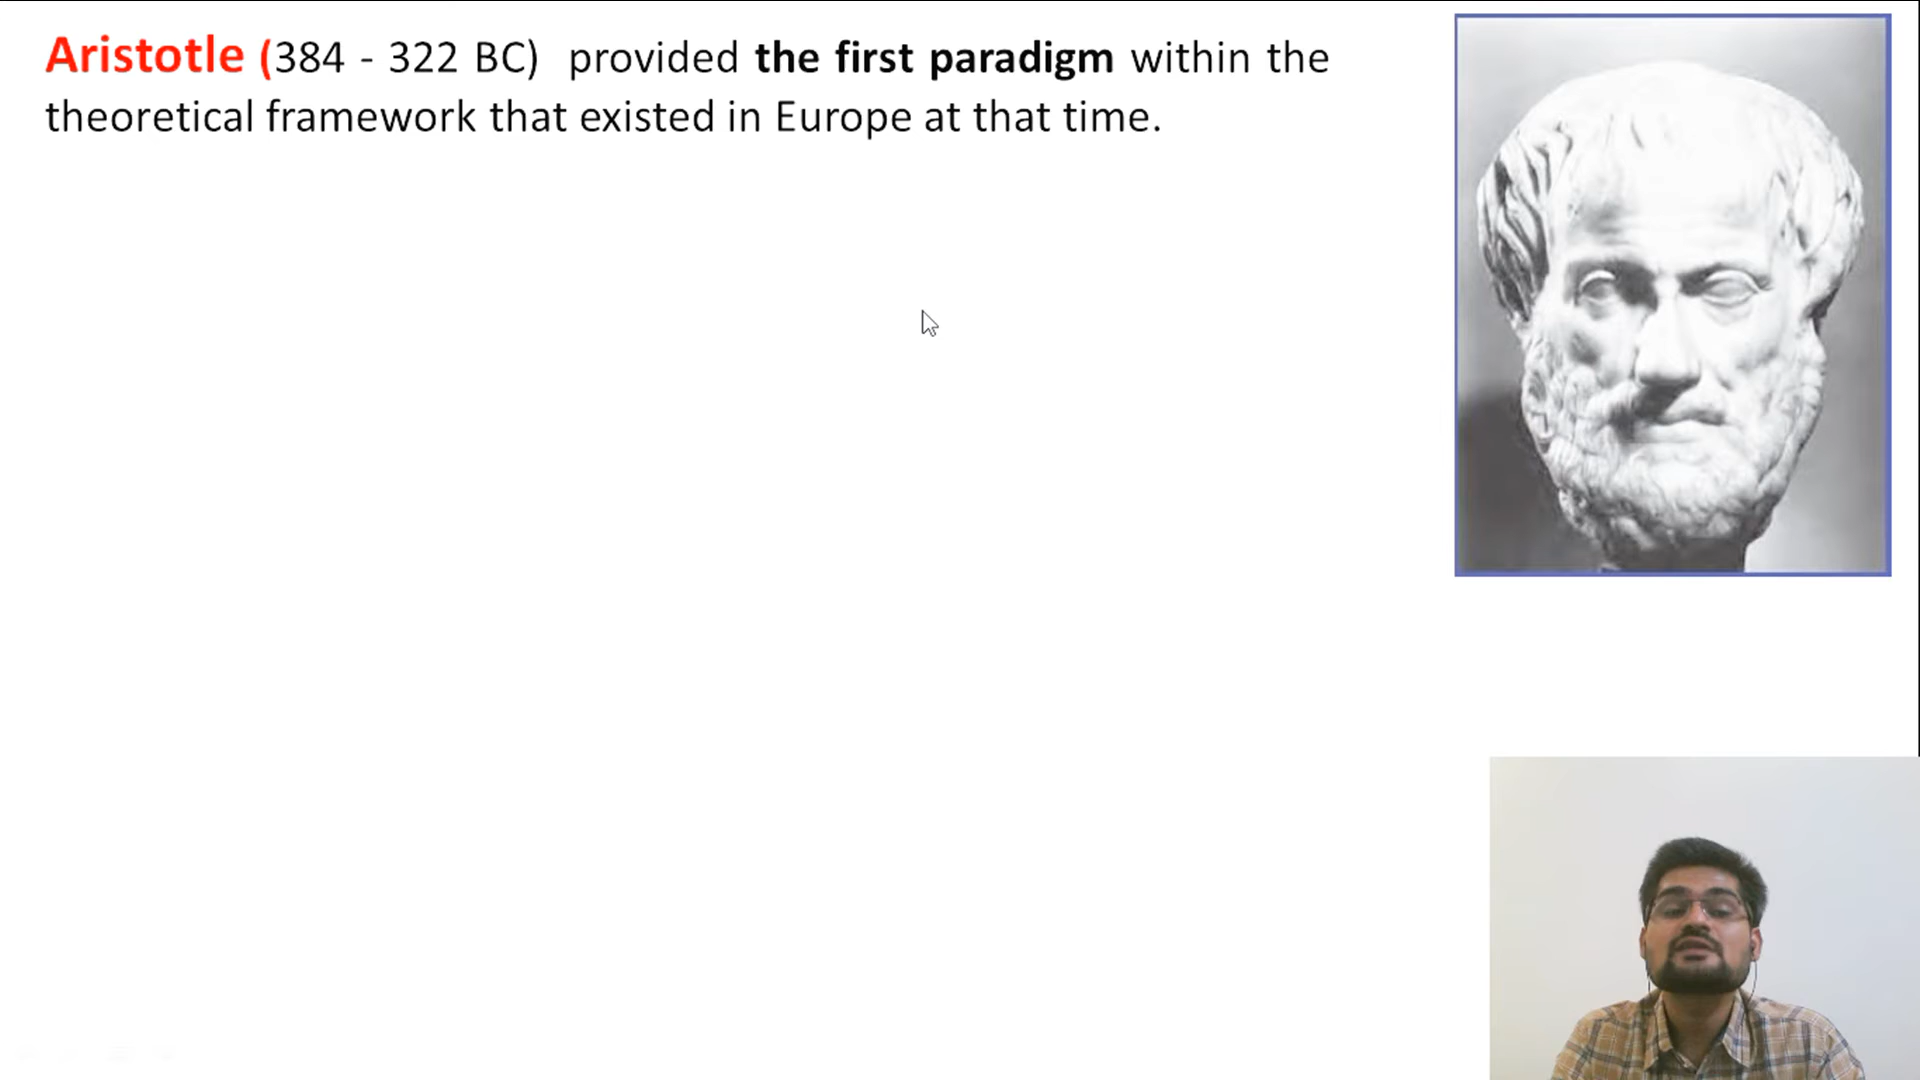 Aristotle (384 - 322 BC) provided the first paradigm within the
theoretical framework that existed in Europe at that time.